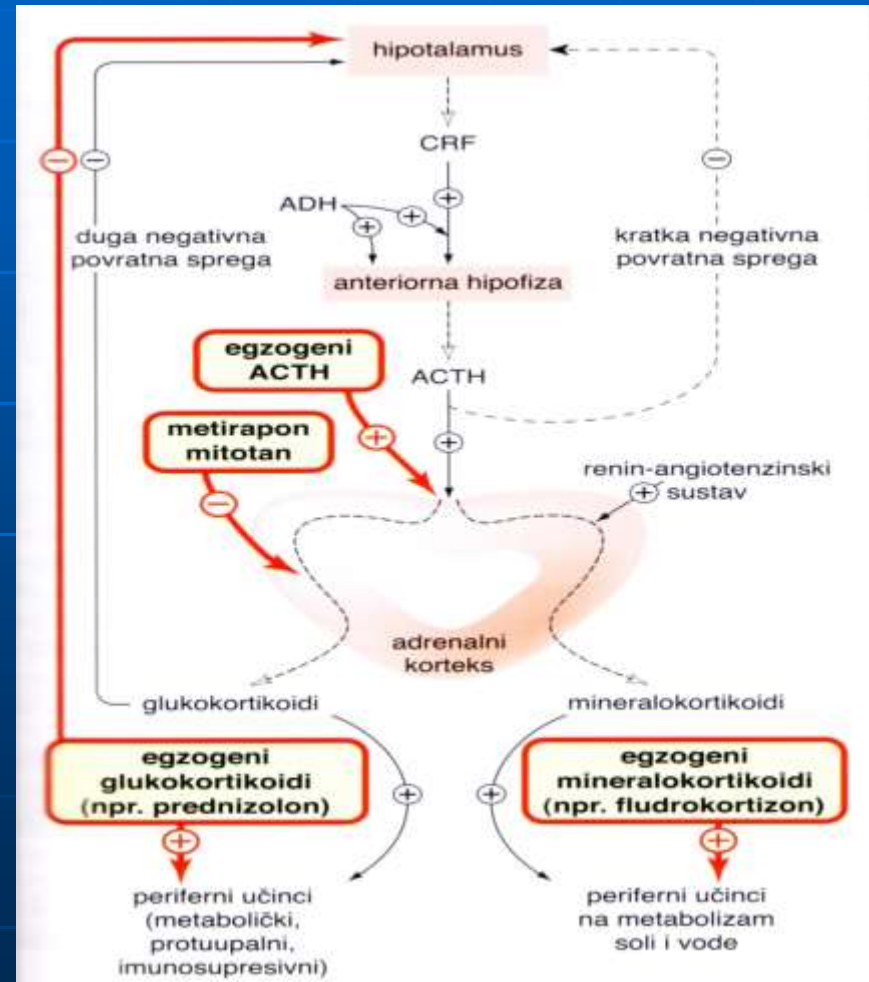 hipotalamus
CRF
ADH
duga negativna
povratna sprega
kratka negativna
povratna sprega
anteriorna hipofiza
egzogeni
ACTH
ACTH
metirapon
mitotan
renin-angiotenzinski
sustav
adrenalni
korteks
glukokortikoidi
mineralokortikoidi
egzogeni
glukokortikoidi
(npr. prednizolon)
egzogeni
mineralokortikoidi
(npr. fludrokortizon)
periferni učinci
(metabolički,
protuupalni,
imunosupresivni)
periferni učinci
na metabolizam
soli i vode